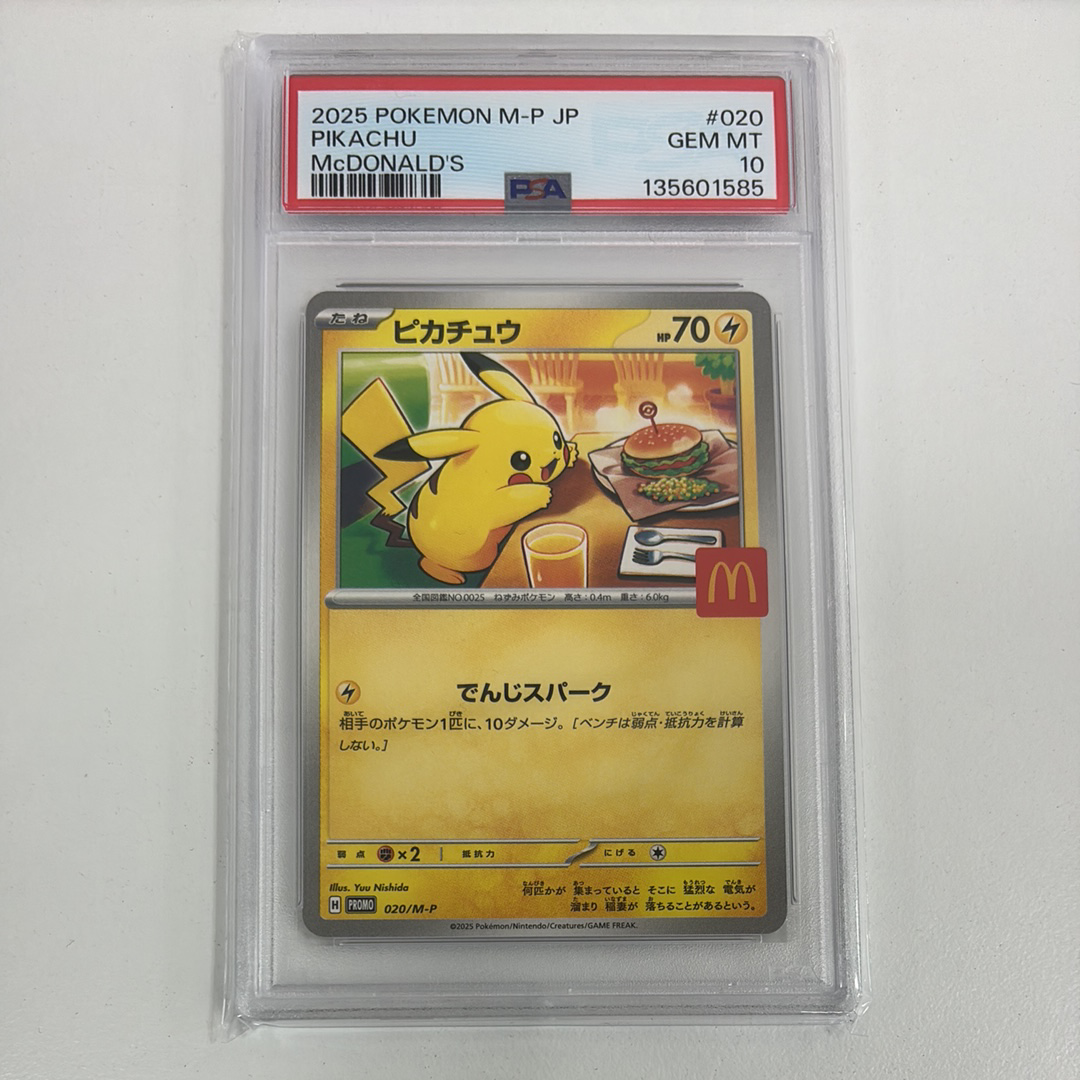 2025 POKEMON M-P JP
#020
PIKACHU
GEM MT
McDONALD'S
10
PSA
135601585
たね
ピカチュウ
HP70
M
全国図鑑NO.0025 ねずみポケモン 高さ:0.4m 重さ:6.0kg
でんじスパーク
相手のポケモン1匹に、10ダメージ。[ベンチは弱点・抵抗力を計算
しない。]
弱点 ×2 抵抗力 にげる
Illus. Yuu Nishida
何匹かが 集まっていると そこに 猛烈な 電気が
溜まり 稲妻が 落ちることがあるという。
H PROMO 020/M-P
©2025 Pokémon/Nintendo/Creatures/GAME FREAK.